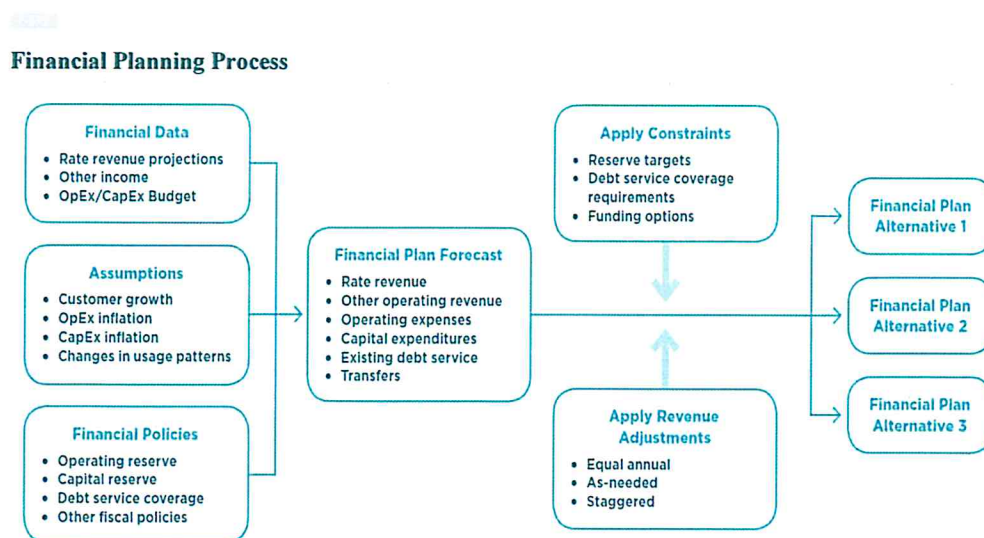 Financial Planning Process
Financial Data
• Rate revenue projections
• Other income
• OpEx/CapEx Budget
Assumptions
• Customer growth
• OpEx inflation
• CapEx inflation
• Changes in usage patterns
Financial Policies
• Operating reserve
• Capital reserve
• Debt service coverage
• Other fiscal policies
Financial Plan Forecast
• Rate revenue
• Other operating revenue
• Operating expenses
• Capital expenditures
• Existing debt service
• Transfers
Apply Constraints
• Reserve targets
• Debt service coverage
requirements
• Funding options
Apply Revenue
Adjustments
• Equal annual
• As-needed
• Staggered
Financial Plan
Alternative 1
Financial Plan
Alternative 2
Financial Plan
Alternative 3